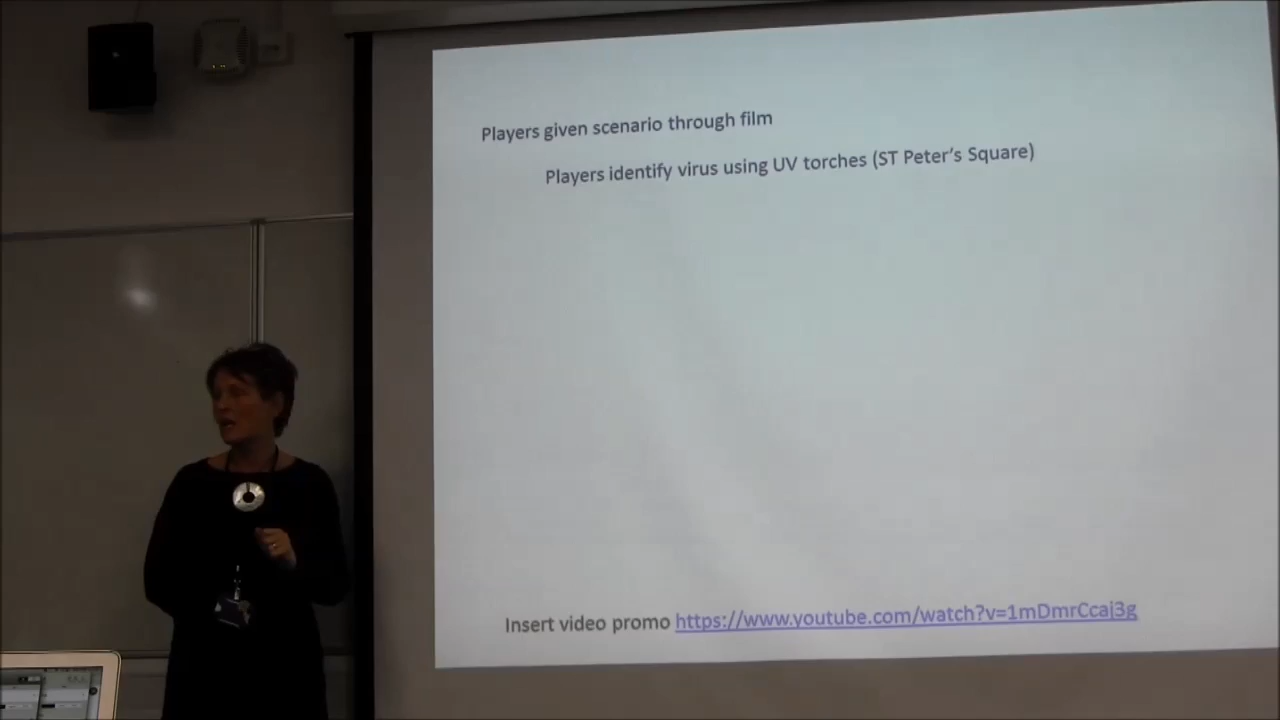 Players given scenario through film
Players identify virus using UV torches (ST Peter's Square)
Insert video promo https://www.youtube.com/watch?v=1mDmrCcaj3g